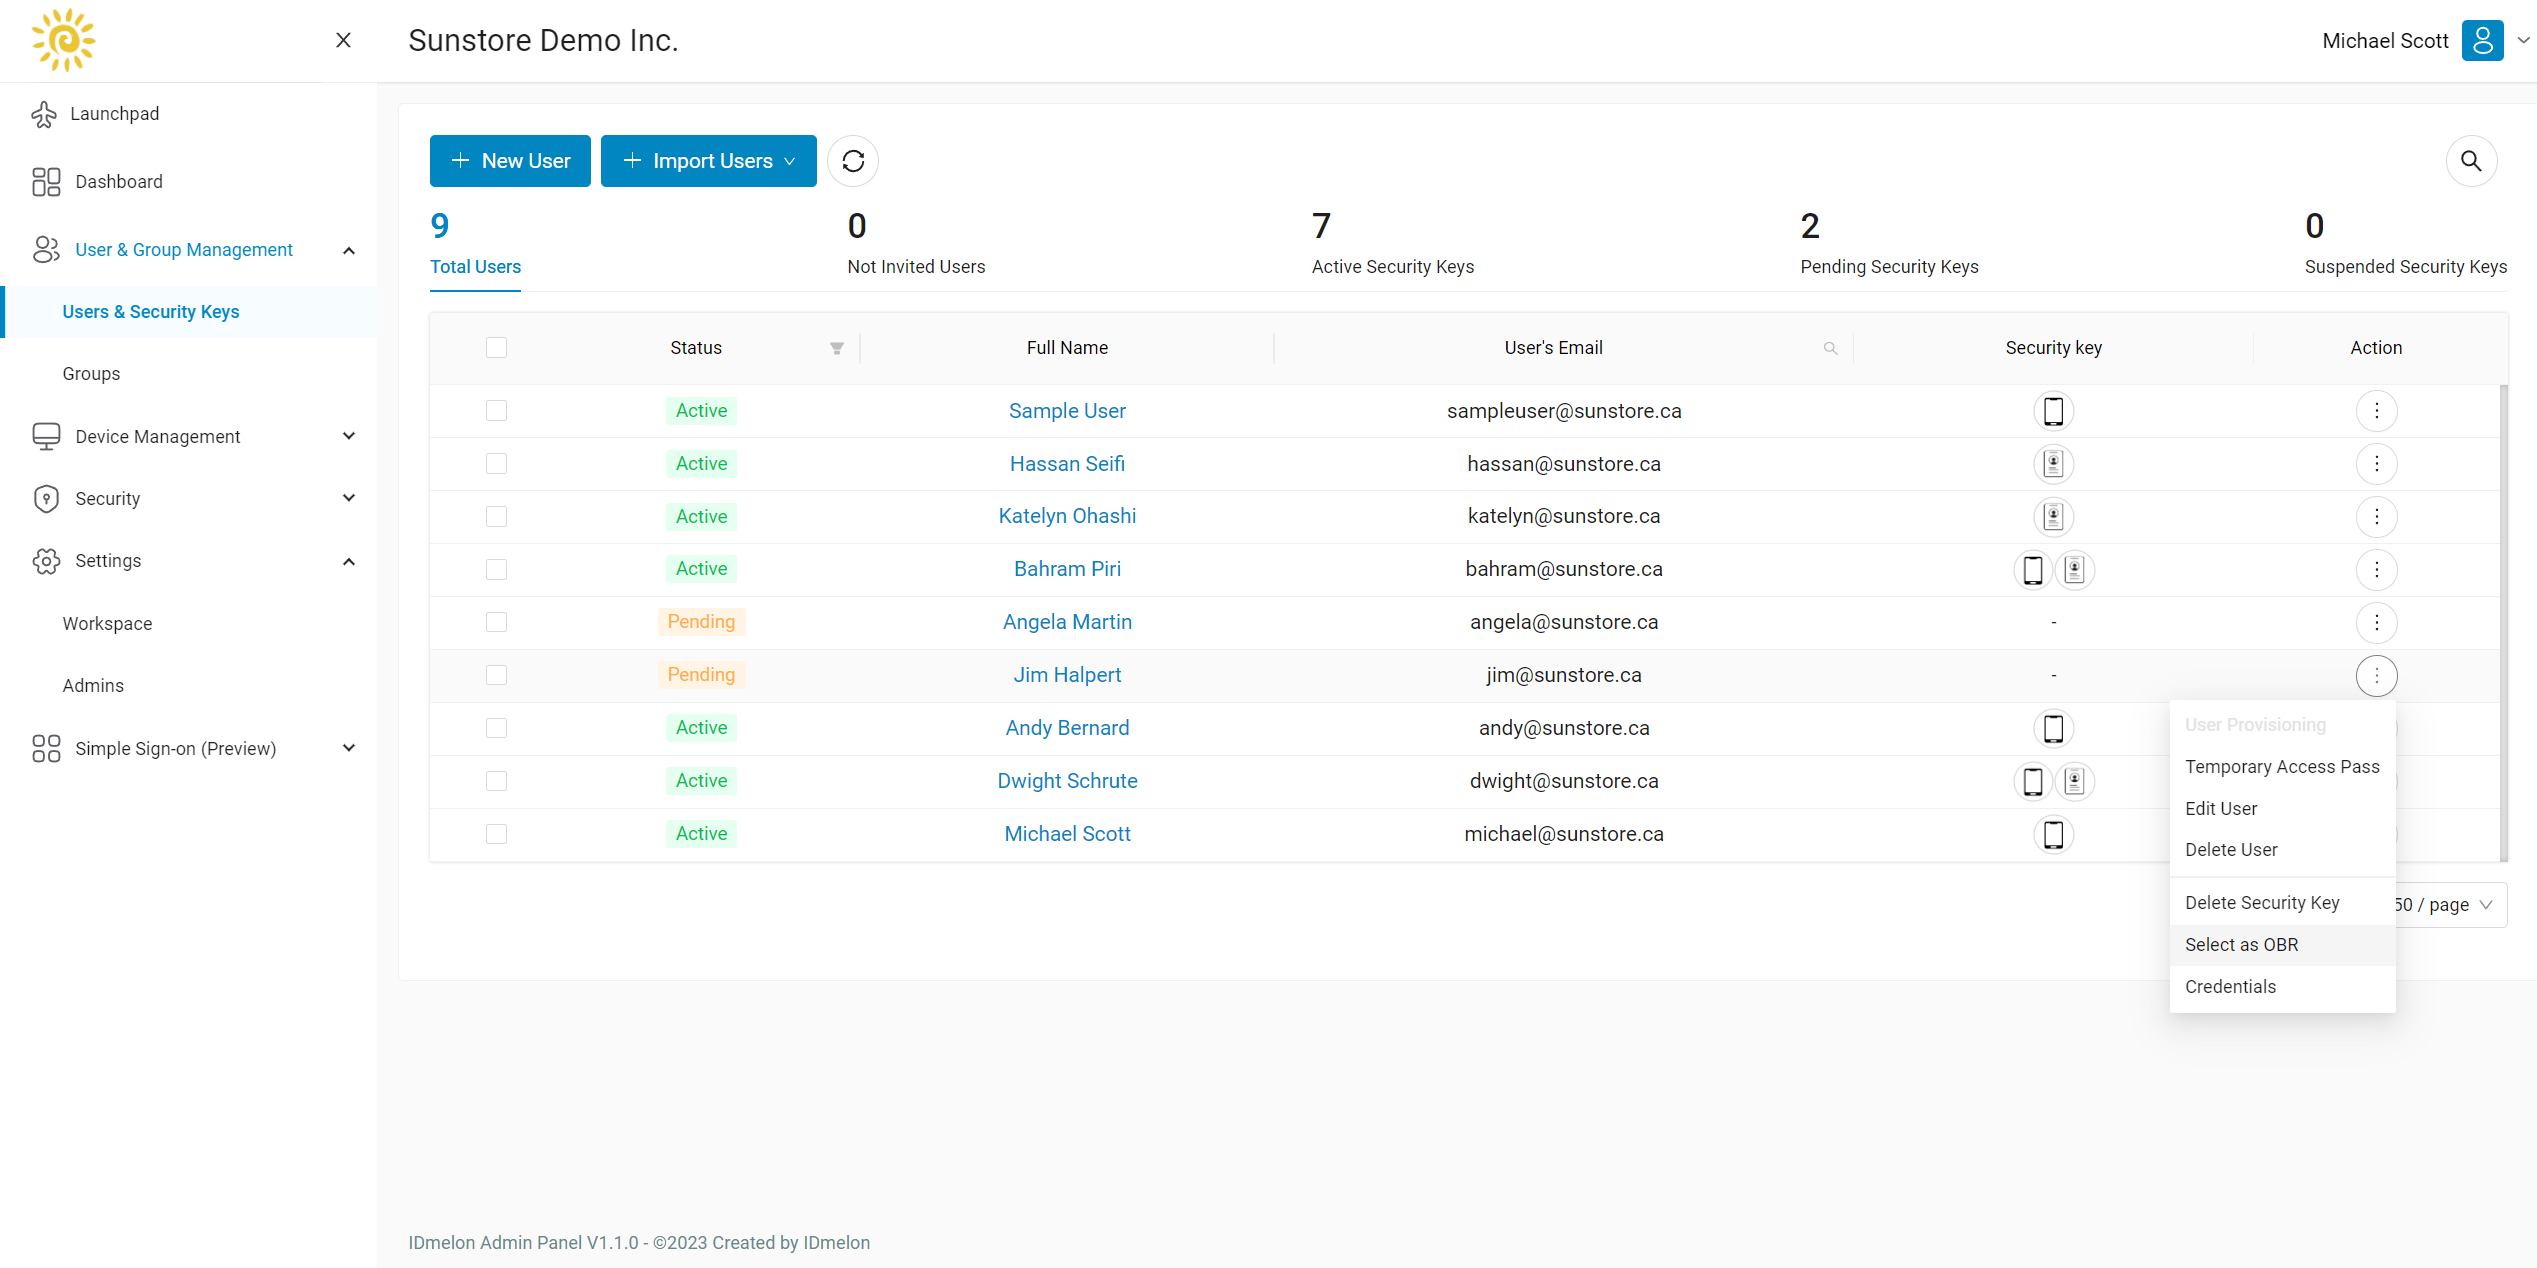 Sunstore Demo Inc.
Michael Scott
Launchpad
Dashboard
User & Group Management
Users & Security Keys
Groups
Device Management
Security
Settings
Workspace
Admins
Simple Sign-on (Preview)
New User
Import Users
9
Total Users
0
Not Invited Users
7
Active Security Keys
2
Pending Security Keys
0
Suspended Security Keys
Status Full Name User's Email Security key Action
Active Sample User sampleuser@sunstore.ca
Active Hassan Seifi hassan@sunstore.ca
Active Katelyn Ohashi katelyn@sunstore.ca
Active Bahram Piri bahram@sunstore.ca
Pending Angela Martin angela@sunstore.ca -
Pending Jim Halpert jim@sunstore.ca -
Active Andy Bernard andy@sunstore.ca
Active Dwight Schrute dwight@sunstore.ca
Active Michael Scott michael@sunstore.ca
User Provisioning
Temporary Access Pass
Edit User
Delete User
Delete Security Key
Select as OBR
Credentials
50 / page
IDmelon Admin Panel V1.1.0 - ©2023 Created by IDmelon